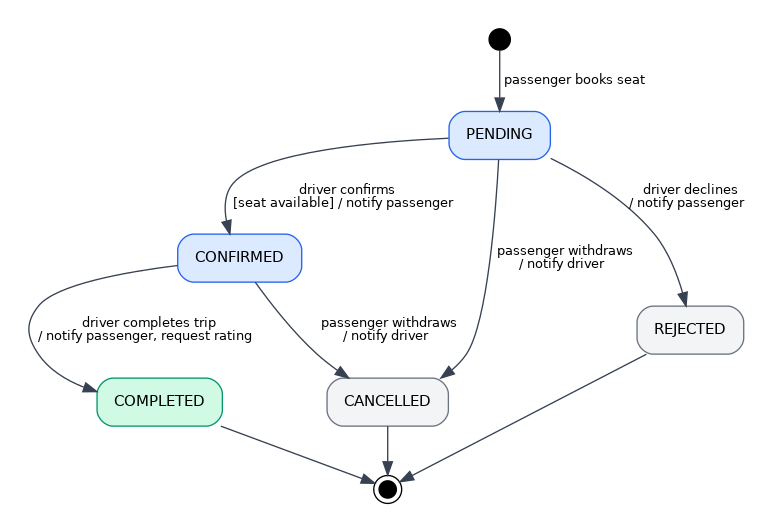 passenger books seat
PENDING
driver confirms
[seat available] / notify passenger
driver declines
/ notify passenger
passenger withdraws
/ notify driver
CONFIRMED
driver completes trip
/ notify passenger, request rating
passenger withdraws
/ notify driver
REJECTED
COMPLETED
CANCELLED